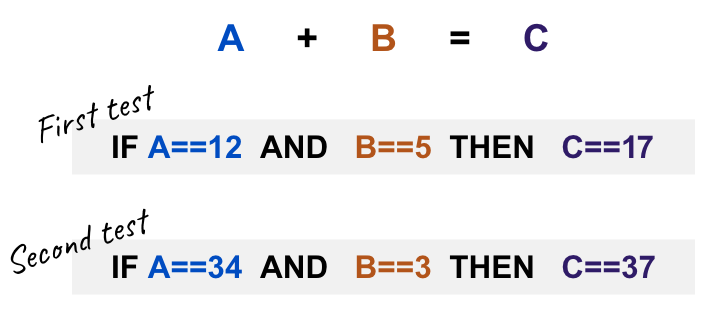 A + B = C
First test
IF A==12 AND B==5 THEN C==17
Second test
IF A==34 AND B==3 THEN C==37